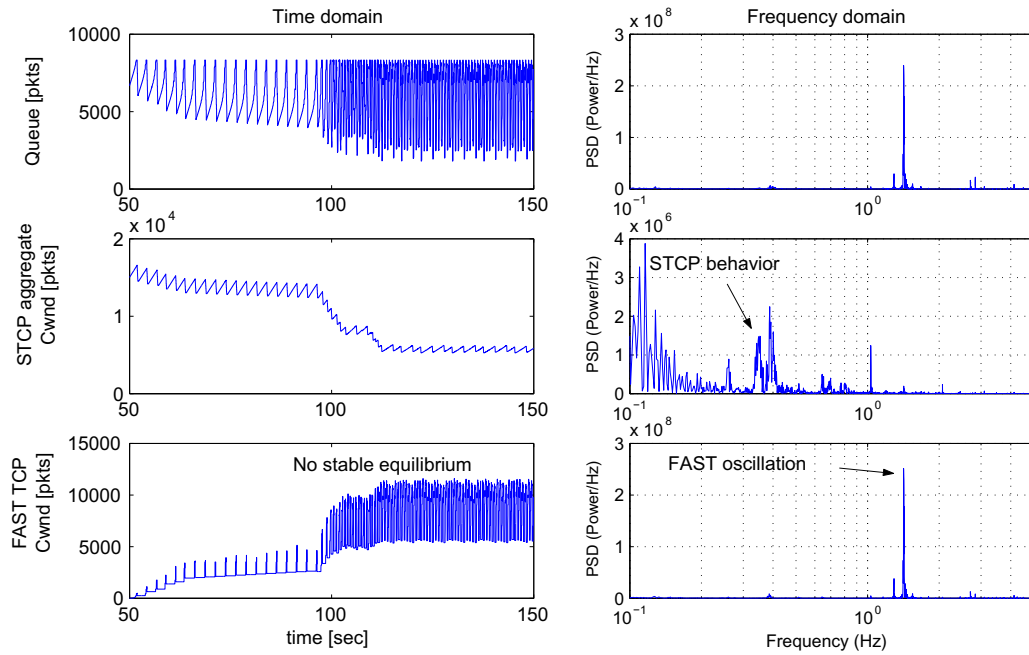 Time domain
Queue [pkts]
10000
5000
0
50
100
150
Frequency domain
x 10^8
PSD (Power/Hz)
3
2
1
0
10^-1
10^0
STCP aggregate
Cwnd [pkts]
x 10^4
2
1
0
50
100
150
x 10^6
PSD (Power/Hz)
4
3
2
1
0
STCP behavior
10^-1
10^0
FAST TCP
Cwnd [pkts]
15000
10000
5000
0
No stable equilibrium
50
100
150
time [sec]
x 10^8
PSD (Power/Hz)
3
2
1
0
FAST oscillation
10^-1
10^0
Frequency (Hz)